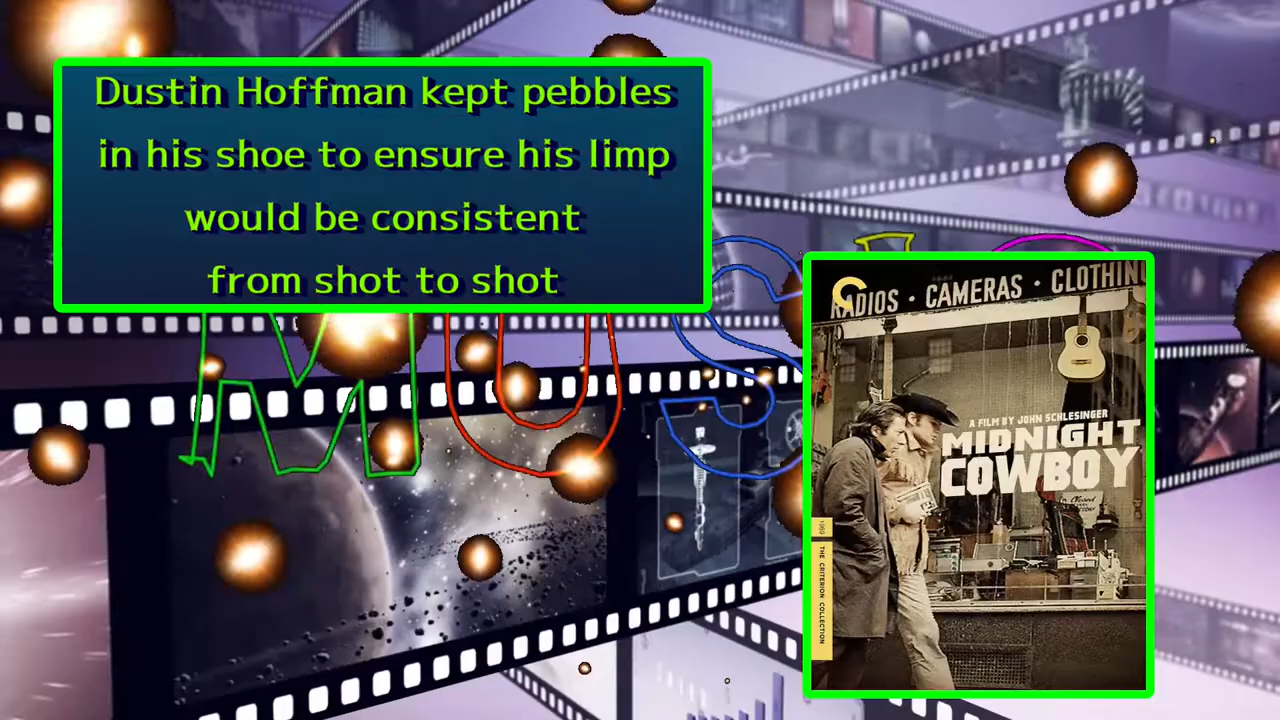 Dustin Hoffman kept pebbles
in his shoe to ensure his limp
would be consistent
from shot to shot
RADIOS · CAMERAS · CLOTHING
A FILM BY JOHN SCHLESINGER
MIDNIGHT
COWBOY
1969
THE CRITERION COLLECTION